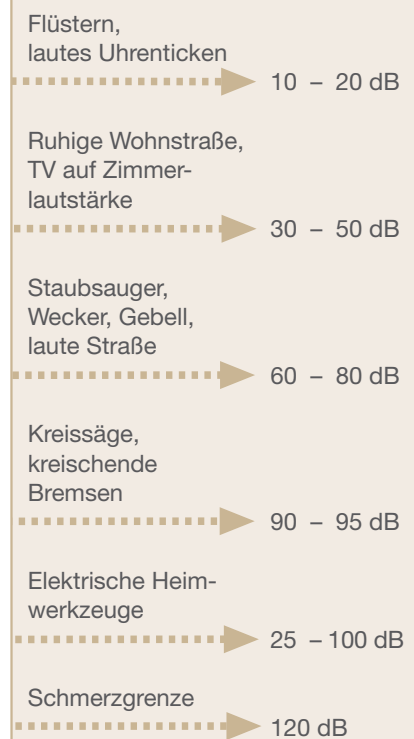 Flüstern,
lautes Uhrenticken
10 – 20 dB
Ruhige Wohnstraße,
TV auf Zimmer-
lautstärke
30 – 50 dB
Staubsauger,
Wecker, Gebell,
laute Straße
60 – 80 dB
Kreissäge,
kreischende
Bremsen
90 – 95 dB
Elektrische Heim-
werkzeuge
25 – 100 dB
Schmerzgrenze
120 dB